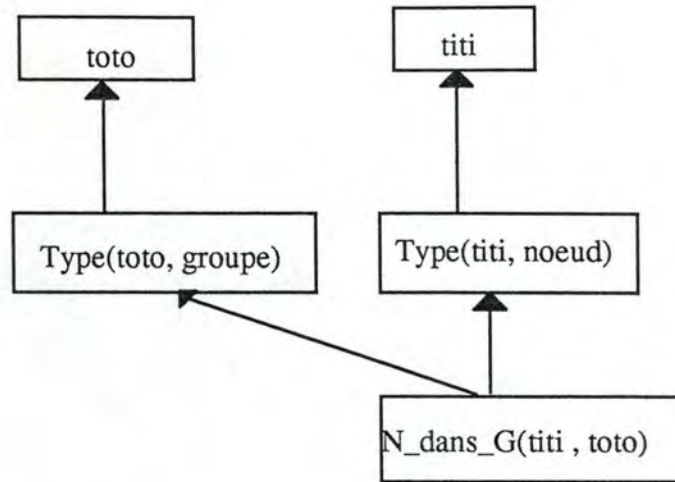 toto
titi
Type(toto, groupe)
Type(titi, noeud)
N_dans_G(titi , toto)